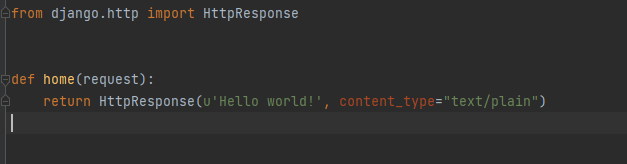 from django.http import HttpResponse
def home(request):
    return HttpResponse(u'Hello world!', content_type="text/plain")